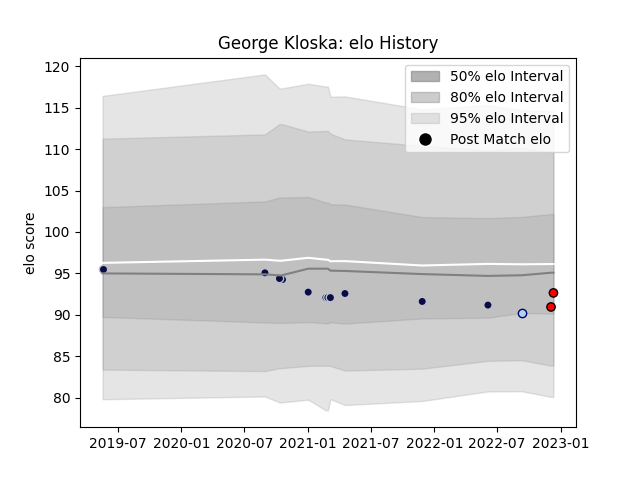 George Kloska: elo History
50% elo Interval
80% elo Interval
95% elo Interval
Post Match elo
elo score
120
115
110
105
100
95
90
85
80
2019-07 2020-01 2020-07 2021-01 2021-07 2022-01 2022-07 2023-01